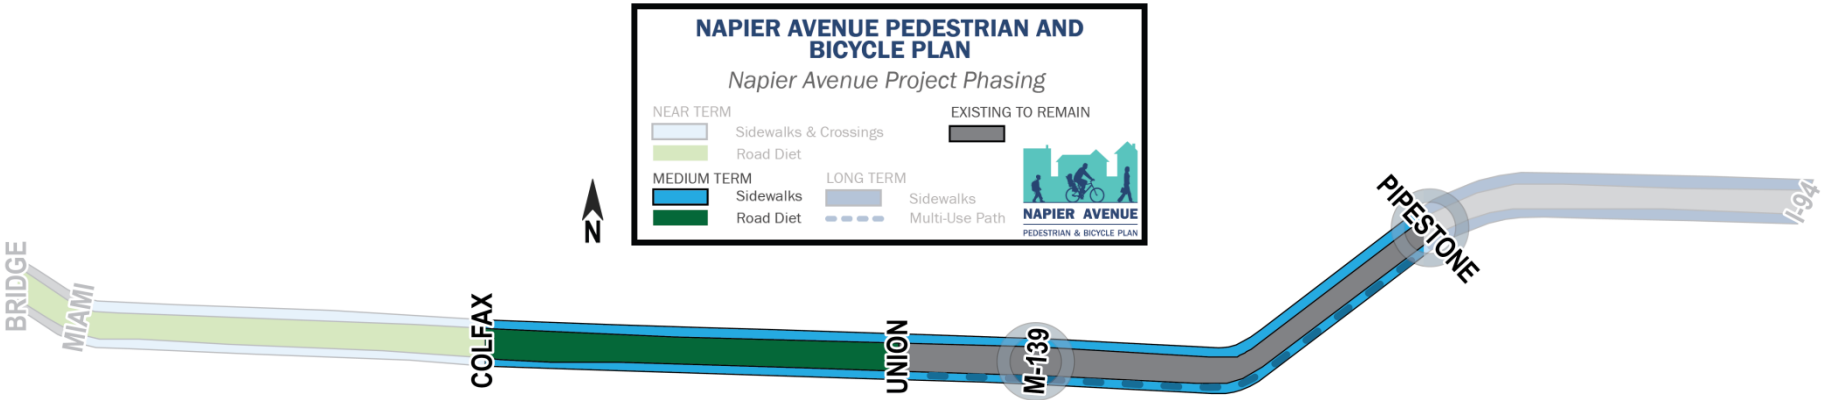 NAPIER AVENUE PEDESTRIAN AND
BICYCLE PLAN
Napier Avenue Project Phasing
NEAR TERM
Sidewalks & Crossings
Road Diet
EXISTING TO REMAIN
MEDIUM TERM
Sidewalks
Road Diet
LONG TERM
Sidewalks
Multi-Use Path
NAPIER AVENUE
PEDESTRIAN & BICYCLE PLAN
N
BRIDGE
MIAMI
COLFAX
UNION
M-139
PIPESTONE
I-94